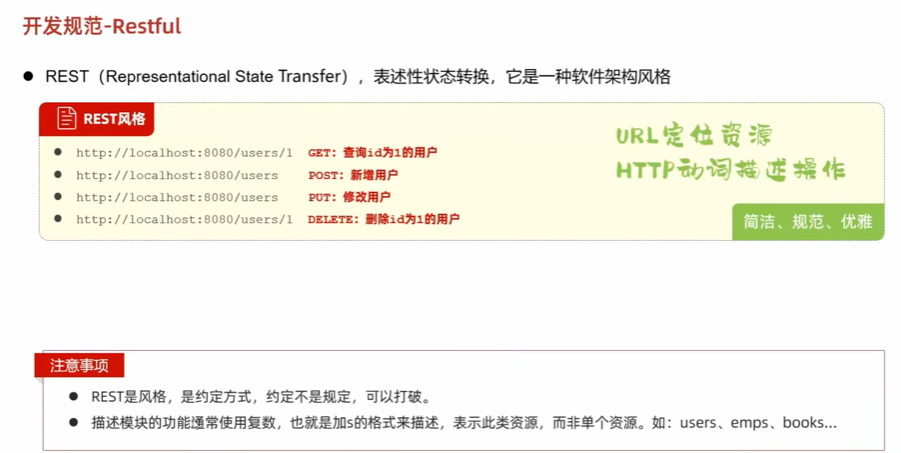 开发规范-Restful
REST（Representational State Transfer），表述性状态转换，它是一种软件架构风格
REST风格
http://localhost:8080/users/1 GET：查询id为1的用户
http://localhost:8080/users POST：新增用户
http://localhost:8080/users PUT：修改用户
http://localhost:8080/users/1 DELETE：删除id为1的用户
URL定位资源
HTTP动词描述操作
简洁、规范、优雅
注意事项
REST是风格，是约定方式，约定不是规定，可以打破。
描述模块的功能通常使用复数，也就是加s的格式来描述，表示此类资源，而非单个资源。如：users、emps、books...